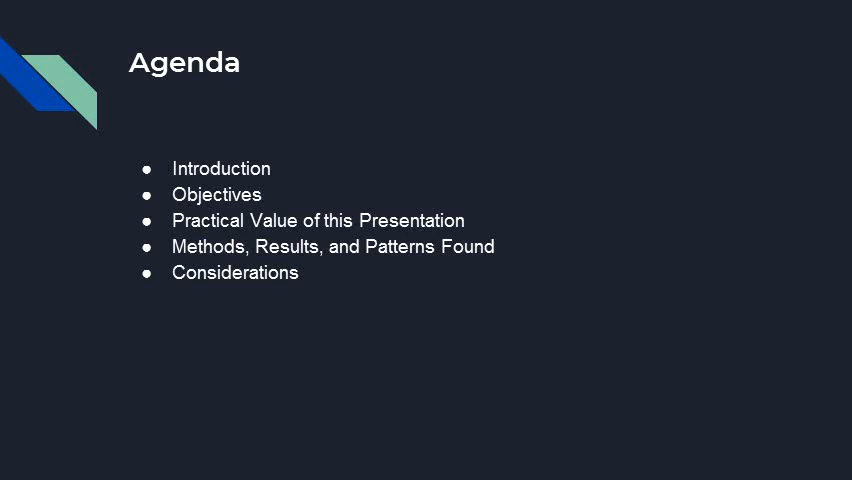 Agenda
● Introduction
● Objectives
● Practical Value of this Presentation
● Methods, Results, and Patterns Found
● Considerations